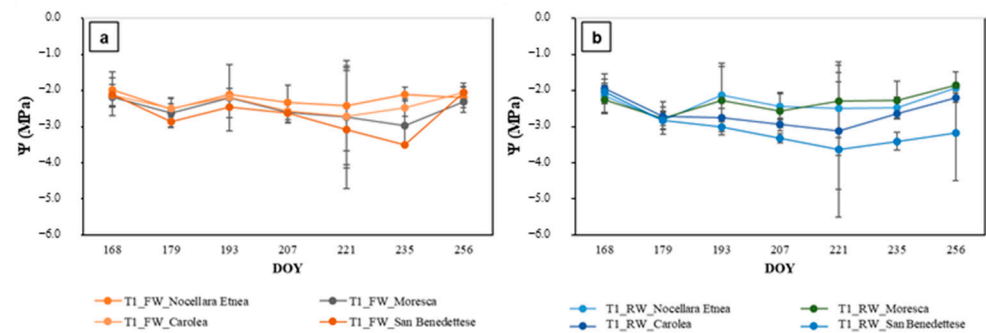 a
0.0
−1.0
−2.0
−3.0
−4.0
−5.0
−6.0
Ψ (MPa)
168 179 193 207 221 235 256
DOY
T1_FW_Nocellara Etnea T1_FW_Moresca
T1_FW_Carolea T1_FW_San Benedettese
b
0.0
−1.0
−2.0
−3.0
−4.0
−5.0
−6.0
Ψ (MPa)
168 179 193 207 221 235 256
DOY
T1_RW_Nocellara Etnea T1_RW_Moresca
T1_RW_Carolea T1_RW_San Benedettese